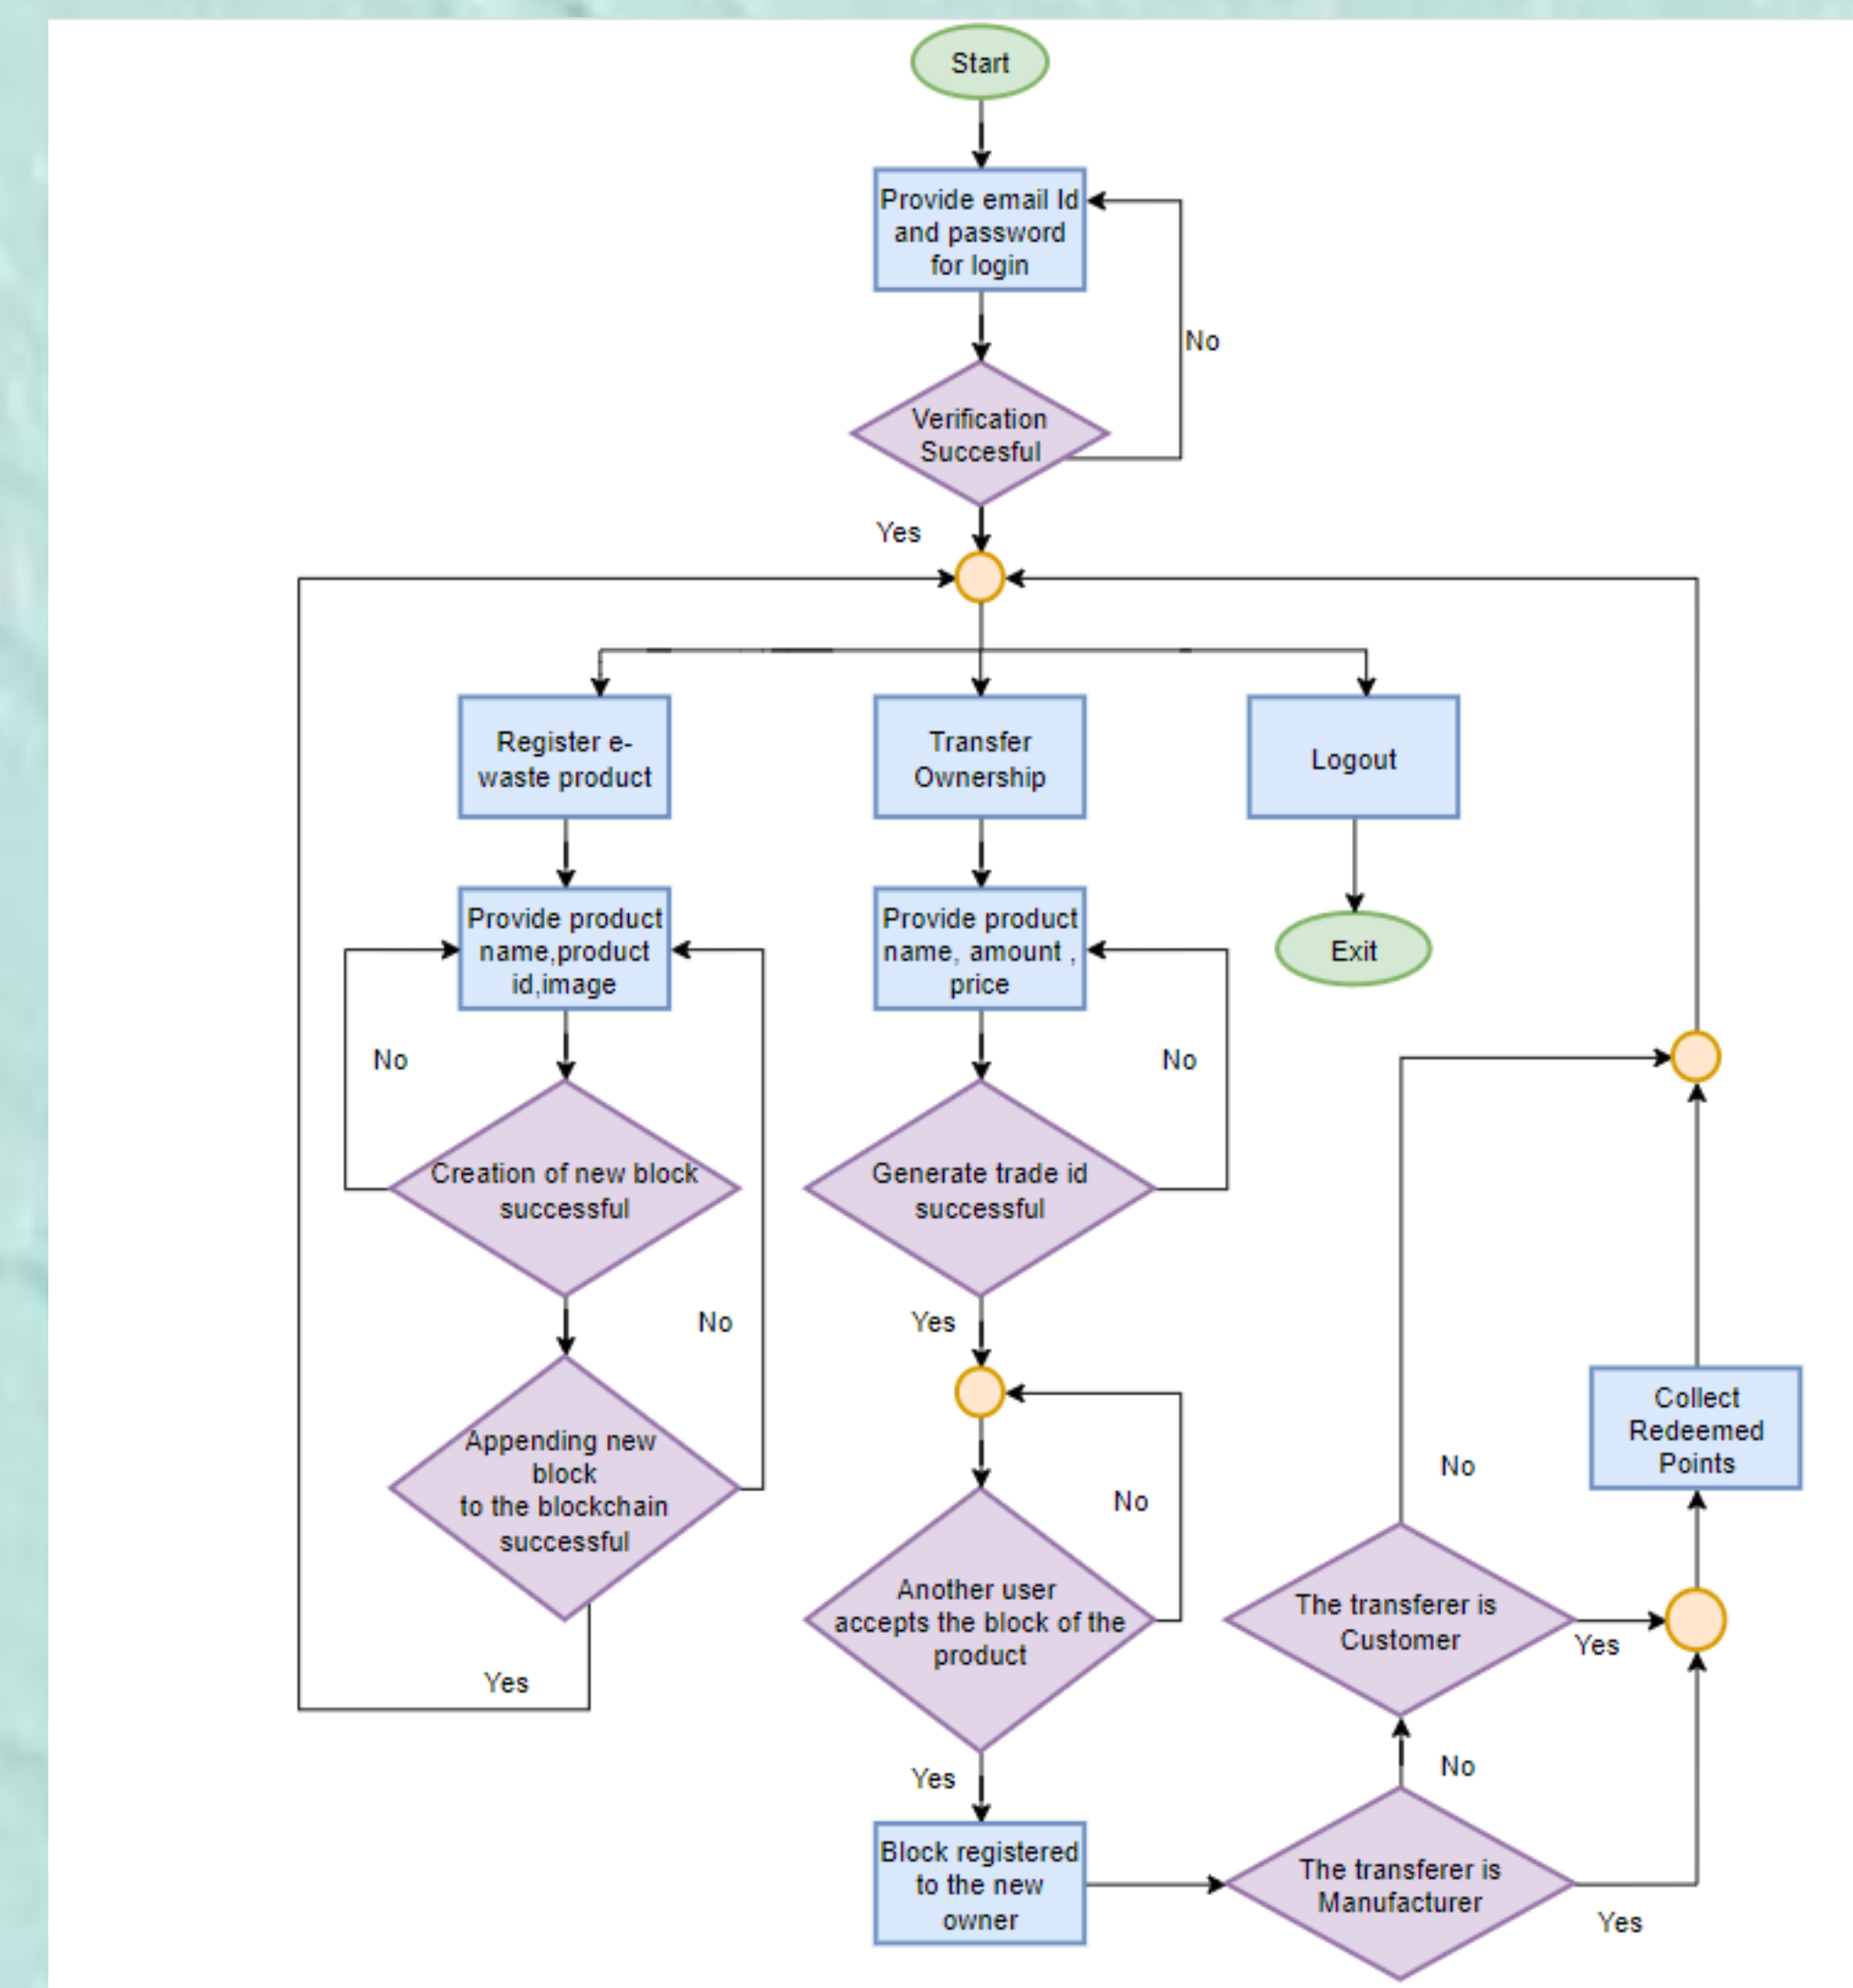 Start
Provide email Id
and password
for login
No
Verification
Succesful
Yes
Register e-
waste product
Transfer
Ownership
Logout
Provide product
name,product
id,image
Provide product
name, amount ,
price
Exit
No
No
Creation of new block
successful
Generate trade id
successful
No
Yes
Collect
Redeemed
Points
Appending new
block
to the blockchain
successful
No
No
Another user
accepts the block of the
product
The transferer is
Customer
Yes
Yes
Yes
No
Block registered
to the new
owner
The transferer is
Manufacturer
Yes